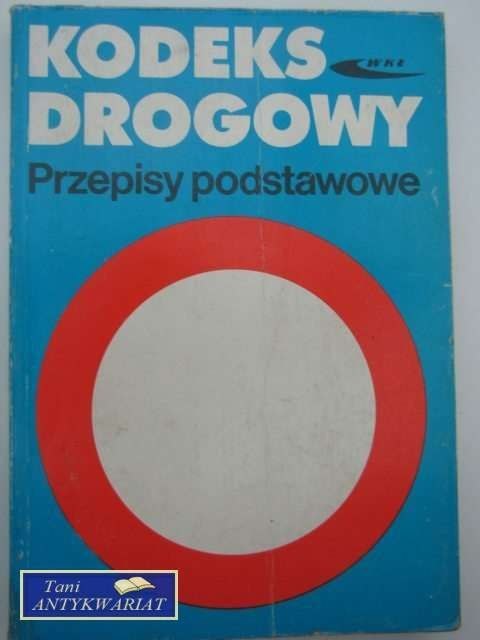 KODEKS
WKŁ
DROGOWY
Przepisy podstawowe
Tani
ANTYKWARIAT